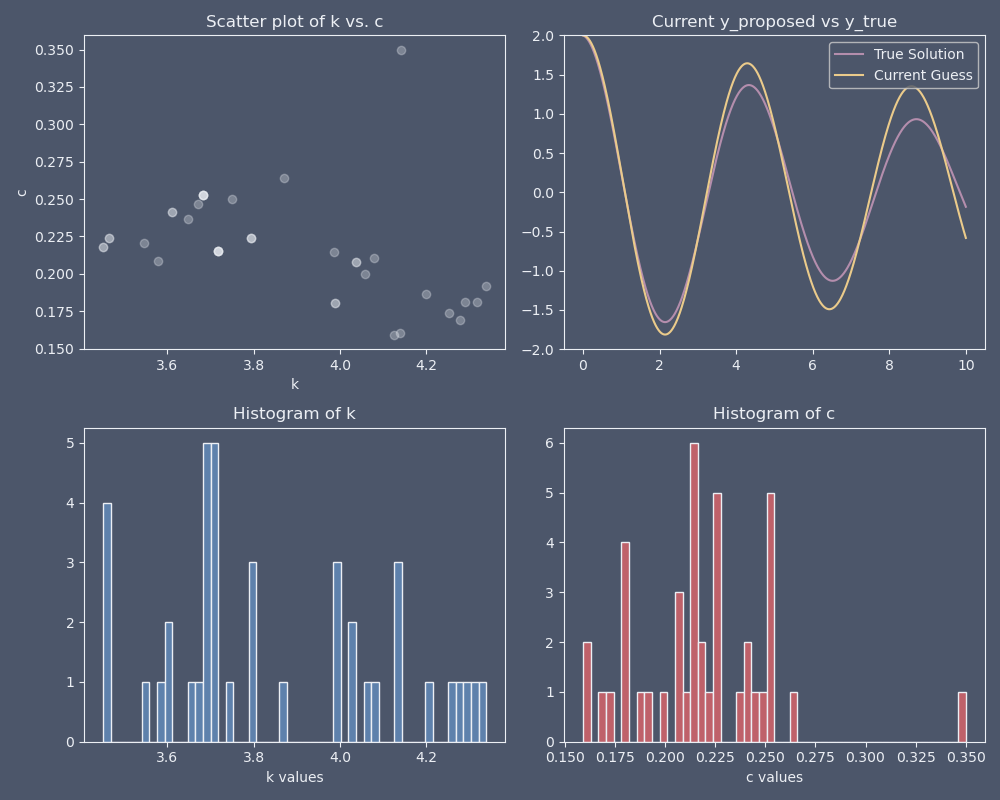 Scatter plot of k vs. c
0.350
0.325
0.300
0.275
0.250
0.225
0.200
0.175
0.150
c
3.6 3.8 4.0 4.2
k
Current y_proposed vs y_true
True Solution
Current Guess
2.0
1.5
1.0
0.5
0.0
−0.5
−1.0
−1.5
−2.0
0 2 4 6 8 10
Histogram of k
5
4
3
2
1
0
3.6 3.8 4.0 4.2
k values
Histogram of c
6
5
4
3
2
1
0
0.150 0.175 0.200 0.225 0.250 0.275 0.300 0.325 0.350
c values